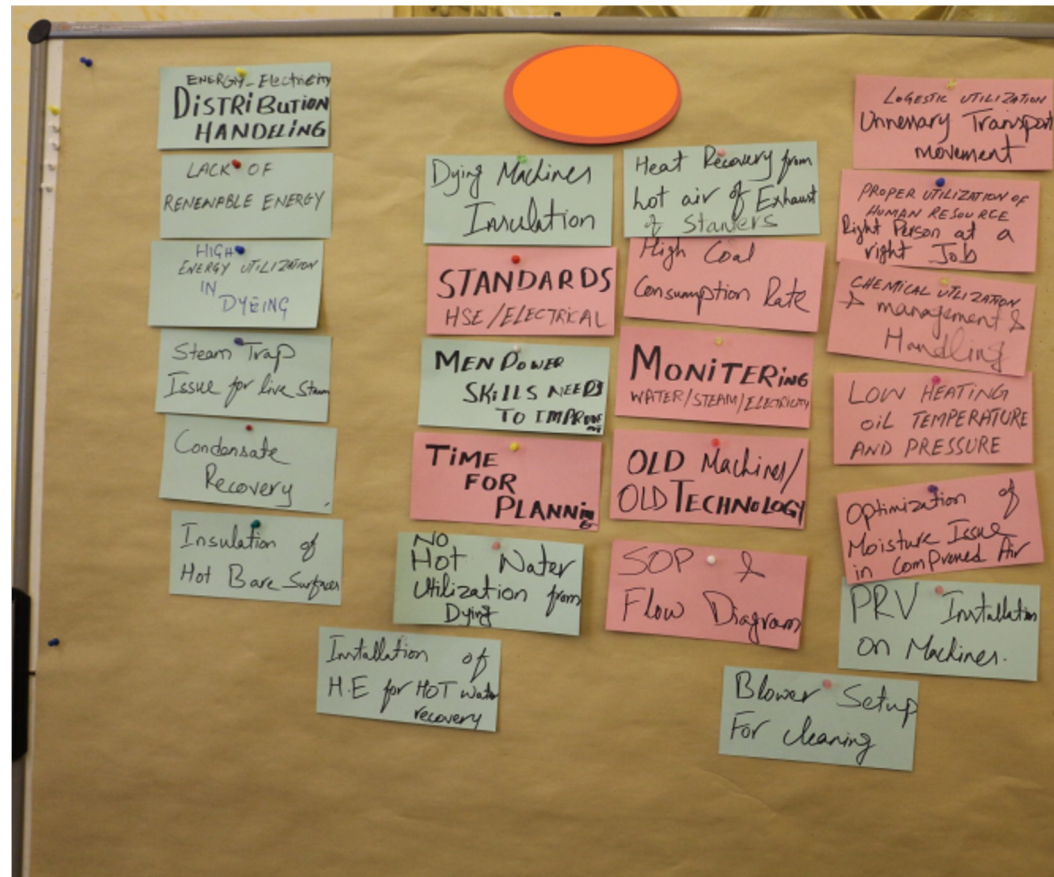 ENERGY-Electricity
DISTRIBUTION
HANDELING
LACK OF
RENEWABLE ENERGY
HIGH
ENERGY UTILIZATION
IN
DYEING
Steam Trap
Issue for live Steam
Condensate
Recovery
Insulation of
Hot Bare Surfaces
Dying Machines
Insulation
STANDARDS
HSE/ELECTRICAL
MEN POWER
SKILLS NEEDS
TO IMPROVE
TIME
FOR
PLANNING
NO
Hot Water
Utilization from
Dying
Installation of
H.E for HOT water
recovery
Heat Recovery from
hot air of Exhaust
of Stanters
High Coal
Consumption Rate
MONITERING
WATER/STEAM/ELECTRICITY
OLD Machines/
OLD TECHNOLOGY
SOP &
Flow Diagram
Blower Setup
For cleaning
LOGESTIC UTILIZATION
Unnessary Transport
movement
PROPER UTILIZATION OF
HUMAN RESOURCE
Right Person at a
right Job
CHEMICAL UTILIZATION
management &
Handling
LOW HEATING
OIL TEMPERATURE
AND PRESSURE
Optimization of
Moisture Issue
in Compressed Air
PRV Installation
on Machines.